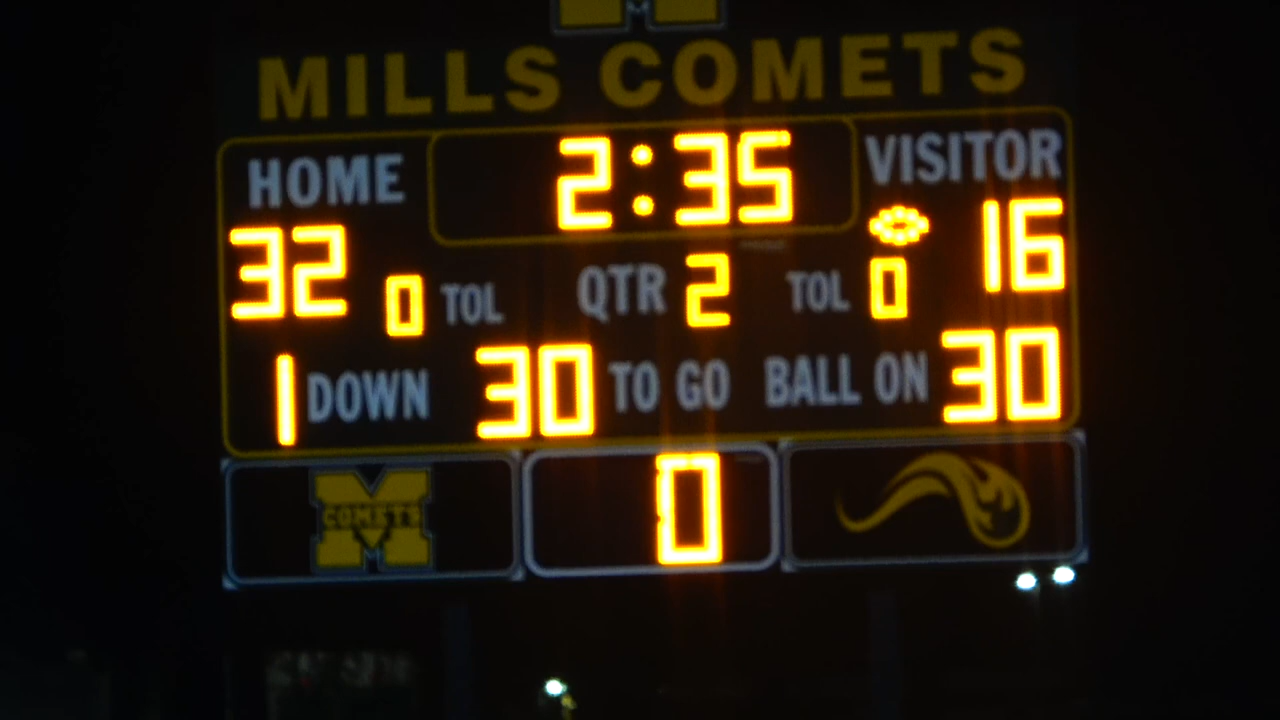 M
MILLS COMETS
HOME 2:35 VISITOR
32 0 TOL QTR 2 TOL 0 16
1 DOWN 30 TO GO BALL ON 30
M COMETS 0